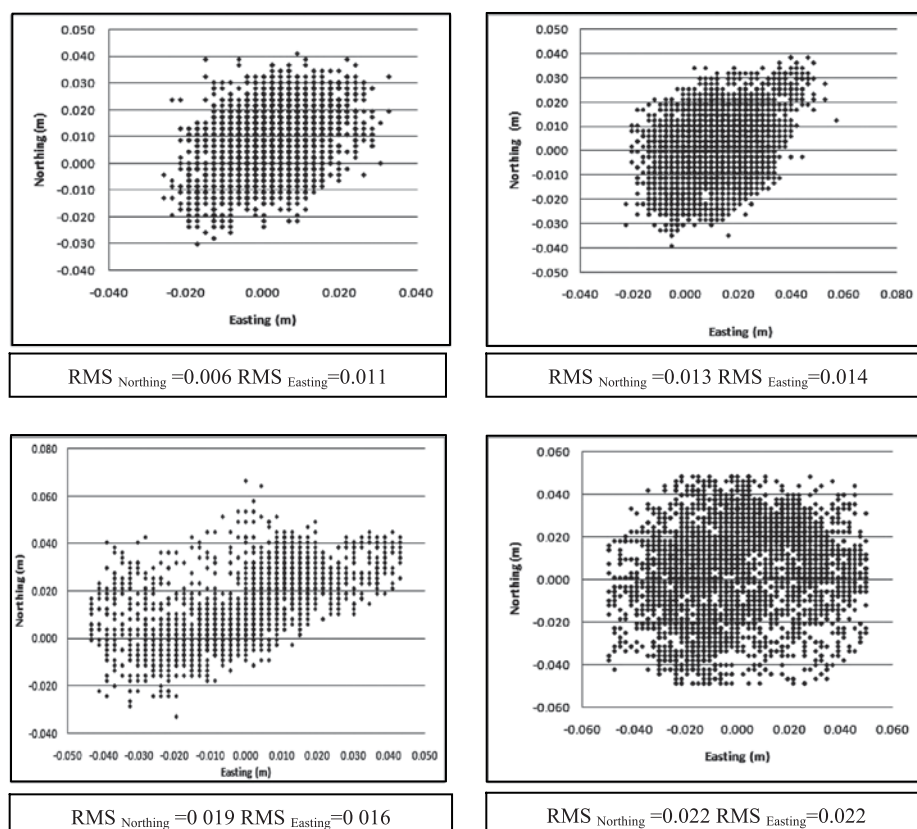 0.050
0.040
0.030
0.020
0.010
0.000
-0.010
-0.020
-0.030
-0.040
Northing (m)
-0.040 -0.020 0.000 0.020 0.040
Easting (m)
RMS Northing =0.006 RMS Easting=0.011
0.050
0.040
0.030
0.020
0.010
0.000
-0.010
-0.020
-0.030
-0.040
-0.050
Northing (m)
-0.040 -0.020 0.000 0.020 0.040 0.060 0.080
Easting (m)
RMS Northing =0.013 RMS Easting=0.014
0.080
0.060
0.040
0.020
0.000
-0.020
-0.040
Northing (m)
-0.050 -0.040 -0.030 -0.020 -0.010 0.000 0.010 0.020 0.030 0.040 0.050
Easting (m)
RMS Northing =0 019 RMS Easting=0 016
0.060
0.040
0.020
0.000
-0.020
-0.040
-0.060
Northing (m)
-0.060 -0.040 -0.020 0.000 0.020 0.040 0.060
Easting (m)
RMS Northing =0.022 RMS Easting=0.022